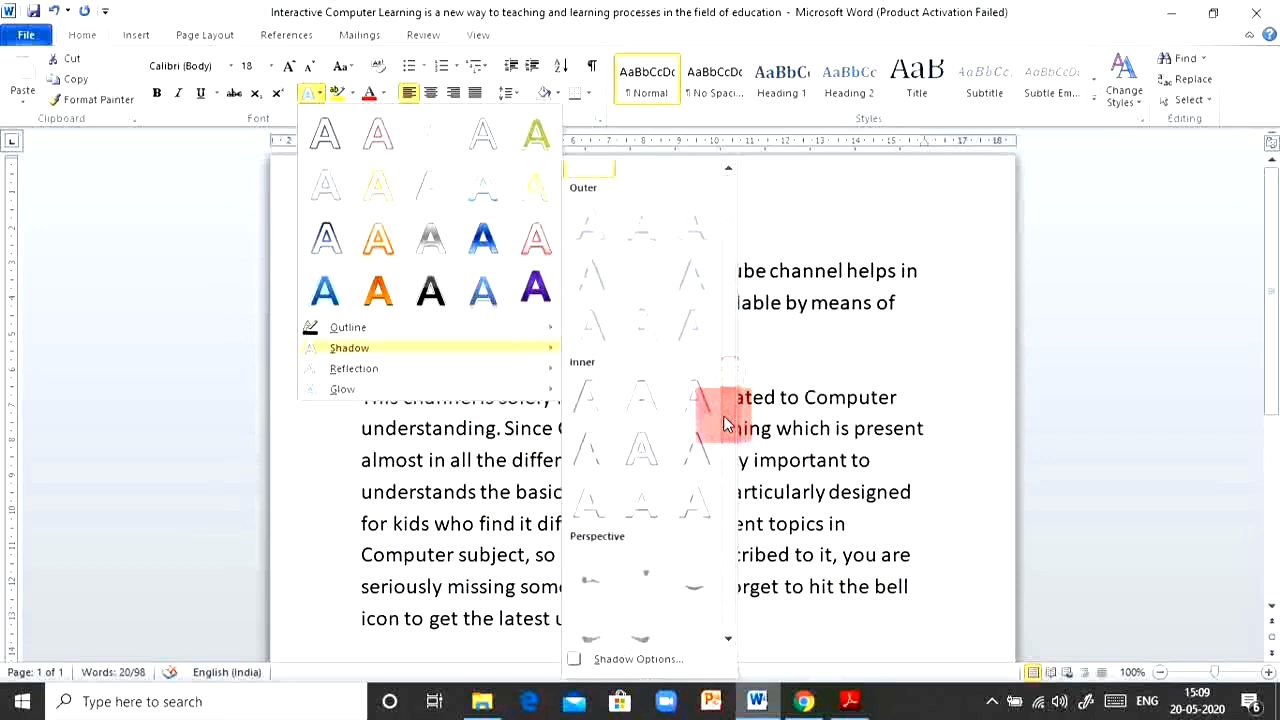 Interactive Computer Learning is a new way to teaching and learning processes in the field of education - Microsoft Word (Product Activation Failed)
File Home Insert Page Layout References Mailings Review View
Cut
Copy
Format Painter
Paste
Clipboard
Calibri (Body) 18
Font
AaBbCcDc AaBbCcDc AaBbC AaBbCc AaB AaBbCcD AaBbCcDc
¶ Normal ¶ No Spaci... Heading 1 Heading 2 Title Subtitle Subtle Em...
Styles
Change
Styles
Find
Replace
Select
Editing
Outline
Shadow
Reflection
Glow
Outer
Inner
Perspective
Shadow Options...
ube channel helps in
lable by means of
ated to Computer
understanding. Since hing which is present
almost in all the differ y important to
understands the basic articularly designed
for kids who find it dif ent topics in
Computer subject, so cribed to it, you are
seriously missing som orget to hit the bell
icon to get the latest u
Page: 1 of 1 Words: 20/98 English (India) 100%
Type here to search
ENG
15:09
20-05-2020